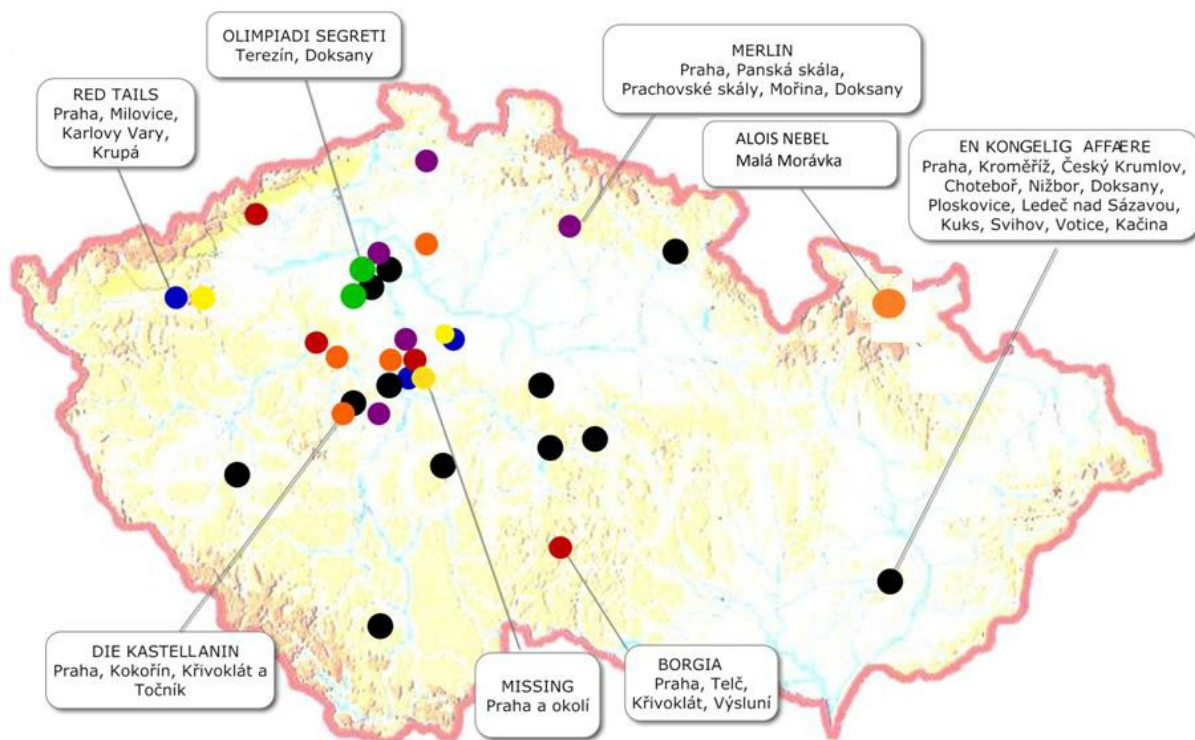 OLIMPIADI SEGRETI
Terezín, Doksany
MERLIN
Praha, Panská skála,
Prachovské skály, Mořina, Doksany
RED TAILS
Praha, Milovice,
Karlovy Vary,
Krupá
ALOIS NEBEL
Malá Morávka
EN KONGELIG AFFÆRE
Praha, Kroměříž, Český Krumlov,
Choteboř, Nižbor, Doksany,
Ploskovice, Ledeč nad Sázavou,
Kuks, Svihov, Votice, Kačina
DIE KASTELLANIN
Praha, Kokořín, Křivoklát a
Točník
MISSING
Praha a okolí
BORGIA
Praha, Telč,
Křivoklát, Výsluní